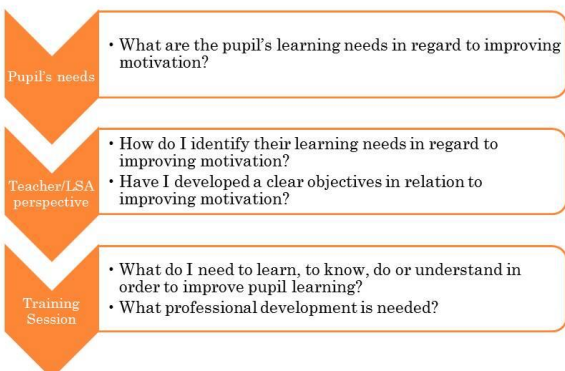 Pupil's needs
• What are the pupil's learning needs in regard to improving
motivation?
Teacher/LSA
perspective
• How do I identify their learning needs in regard to
improving motivation?
• Have I developed a clear objectives in relation to
improving motivation?
Training
Session
• What do I need to learn, to know, do or understand in
order to improve pupil learning?
• What professional development is needed?